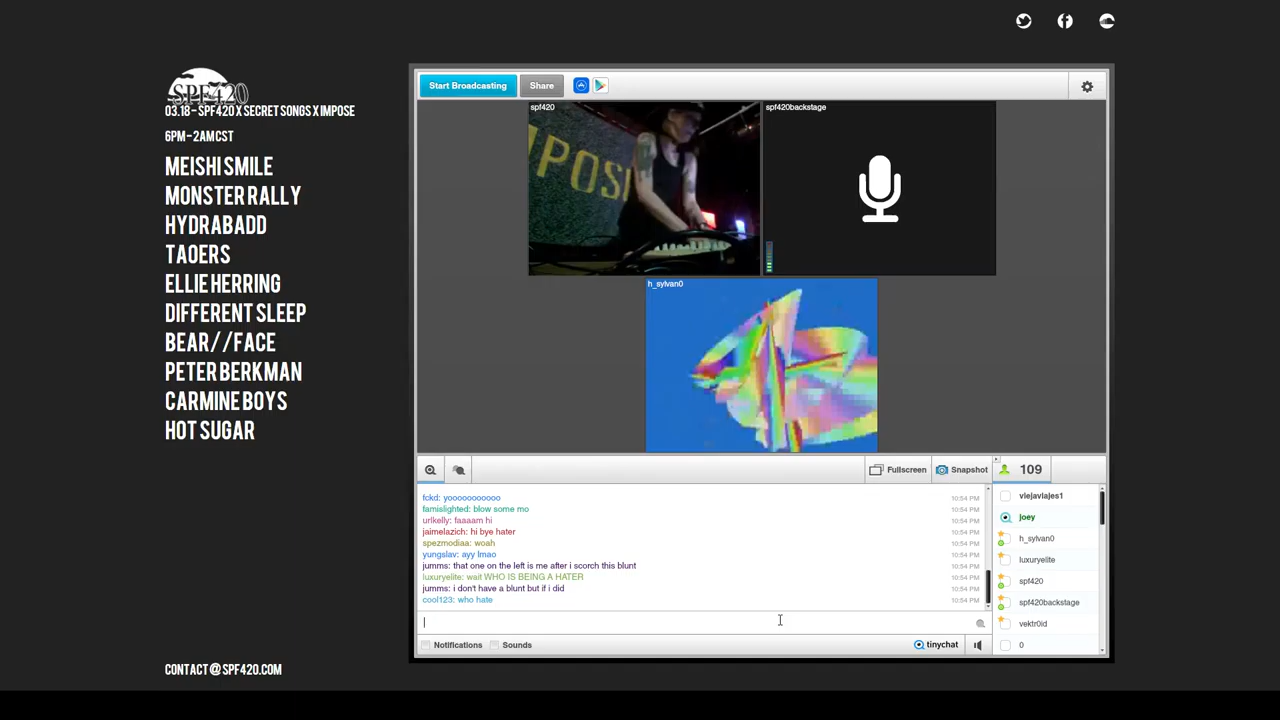 SPF420
03.18 - SPF420 X SECRET SONGS X IMPOSE
6PM - 2AM CST
MEISHI SMILE
MONSTER RALLY
HYDRABADD
TAOERS
ELLIE HERRING
DIFFERENT SLEEP
BEAR//FACE
PETER BERKMAN
CARMINE BOYS
HOT SUGAR
CONTACT@SPF420.COM
Start Broadcasting
Share
spf420
POSE
spf420backstage
h_sylvan0
Fullscreen
Snapshot
109
fckd: yooooooooooo 10:54 PM
famislighted: blow some mo 10:54 PM
urlkelly: faaaam hi 10:54 PM
jaimelazich: hi bye hater 10:54 PM
spezmodiaa: woah 10:54 PM
yungslav: ayy lmao 10:54 PM
jumms: that one on the left is me after i scorch this blunt 10:54 PM
luxuryelite: wait WHO IS BEING A HATER 10:54 PM
jumms: i don't have a blunt but if i did 10:54 PM
cool123: who hate 10:54 PM
Notifications
Sounds
tinychat
viejaviajes1
joey
h_sylvan0
luxuryelite
spf420
spf420backstage
vektr0id
0